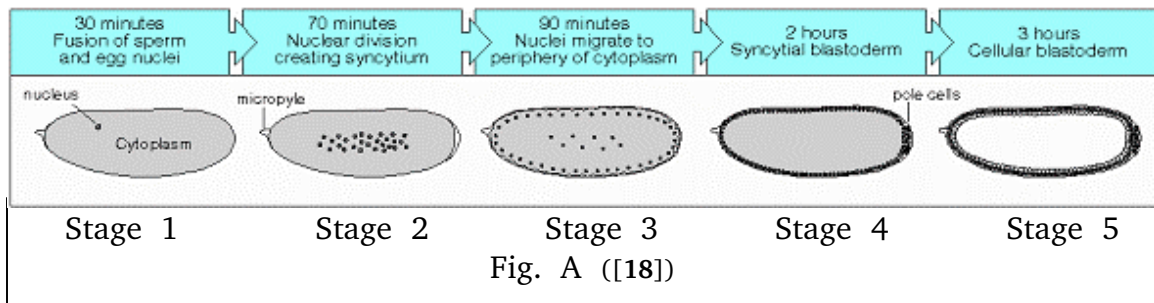 30 minutes
Fusion of sperm
and egg nuclei
70 minutes
Nuclear division
creating syncytium
90 minutes
Nuclei migrate to
periphery of cytoplasm
2 hours
Syncytial blastoderm
3 hours
Cellular blastoderm
nucleus
micropyle
pole cells
Cytoplasm
Stage 1
Stage 2
Stage 3
Stage 4
Stage 5
Fig. A ([18])